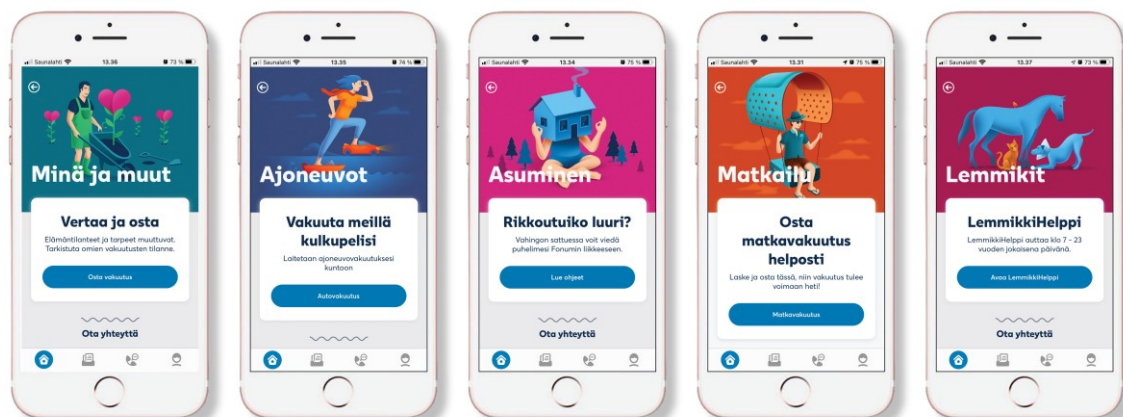 Saunalahti 13.36 73 %
Minä ja muut
Vertaa ja osta
Elämäntilanteet ja tarpeet muuttuvat.
Tarkistuta omien vakuutusten tilanne.
Osta vakuutus
Ota yhteyttä
Saunalahti 13.35 74 %
Ajoneuvot
Vakuuta meillä
kulkupelisi
Laitetaan ajoneuvovakuutuksesi
kuntoon
Autovakuutus
Saunalahti 13.34 75 %
Asuminen
Rikkoutuiko luuri?
Vahingon sattuessa voit viedä
puhelimesi Fonumin liikkeeseen.
Lue ohjeet
Ota yhteyttä
Saunalahti 13.31 75 %
Matkailu
Osta
matkavakuutus
helposti
Laske ja osta tässä, niin vakuutus tulee
voimaan heti!
Matkavakuutus
Saunalahti 13.37 73 %
Lemmikit
LemmikkiHelppi
LemmikkiHelppi auttaa klo 7 - 23
vuoden jokaisena päivänä.
Avaa LemmikkiHelppi
Ota yhteyttä